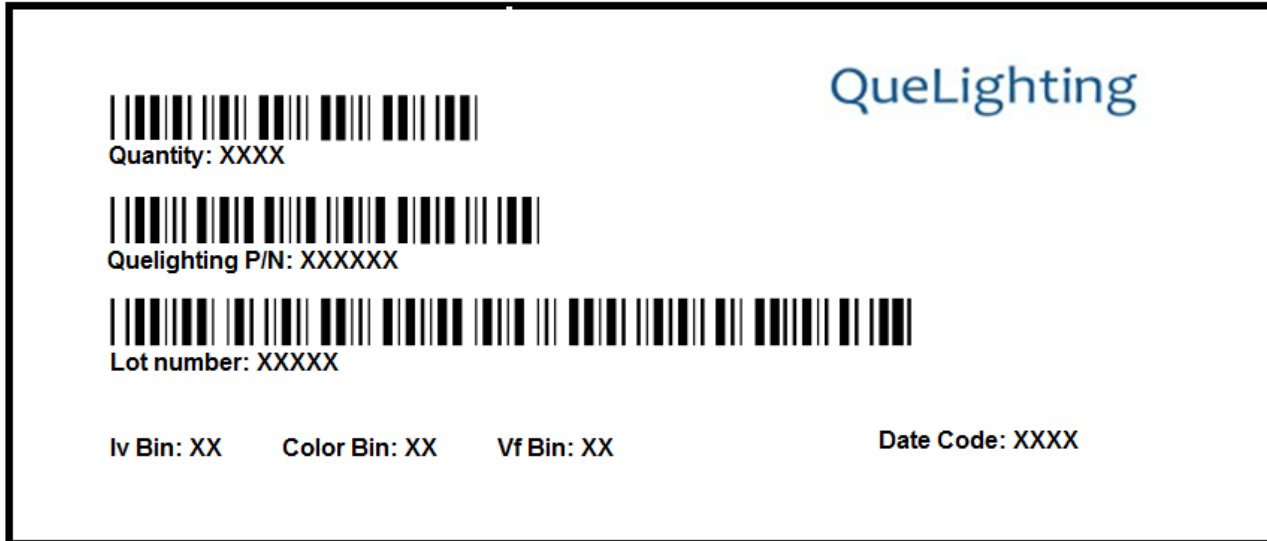 QueLighting
Quantity: XXXX
Quelighting P/N: XXXXXX
Lot number: XXXXX
Iv Bin: XX Color Bin: XX Vf Bin: XX Date Code: XXXX